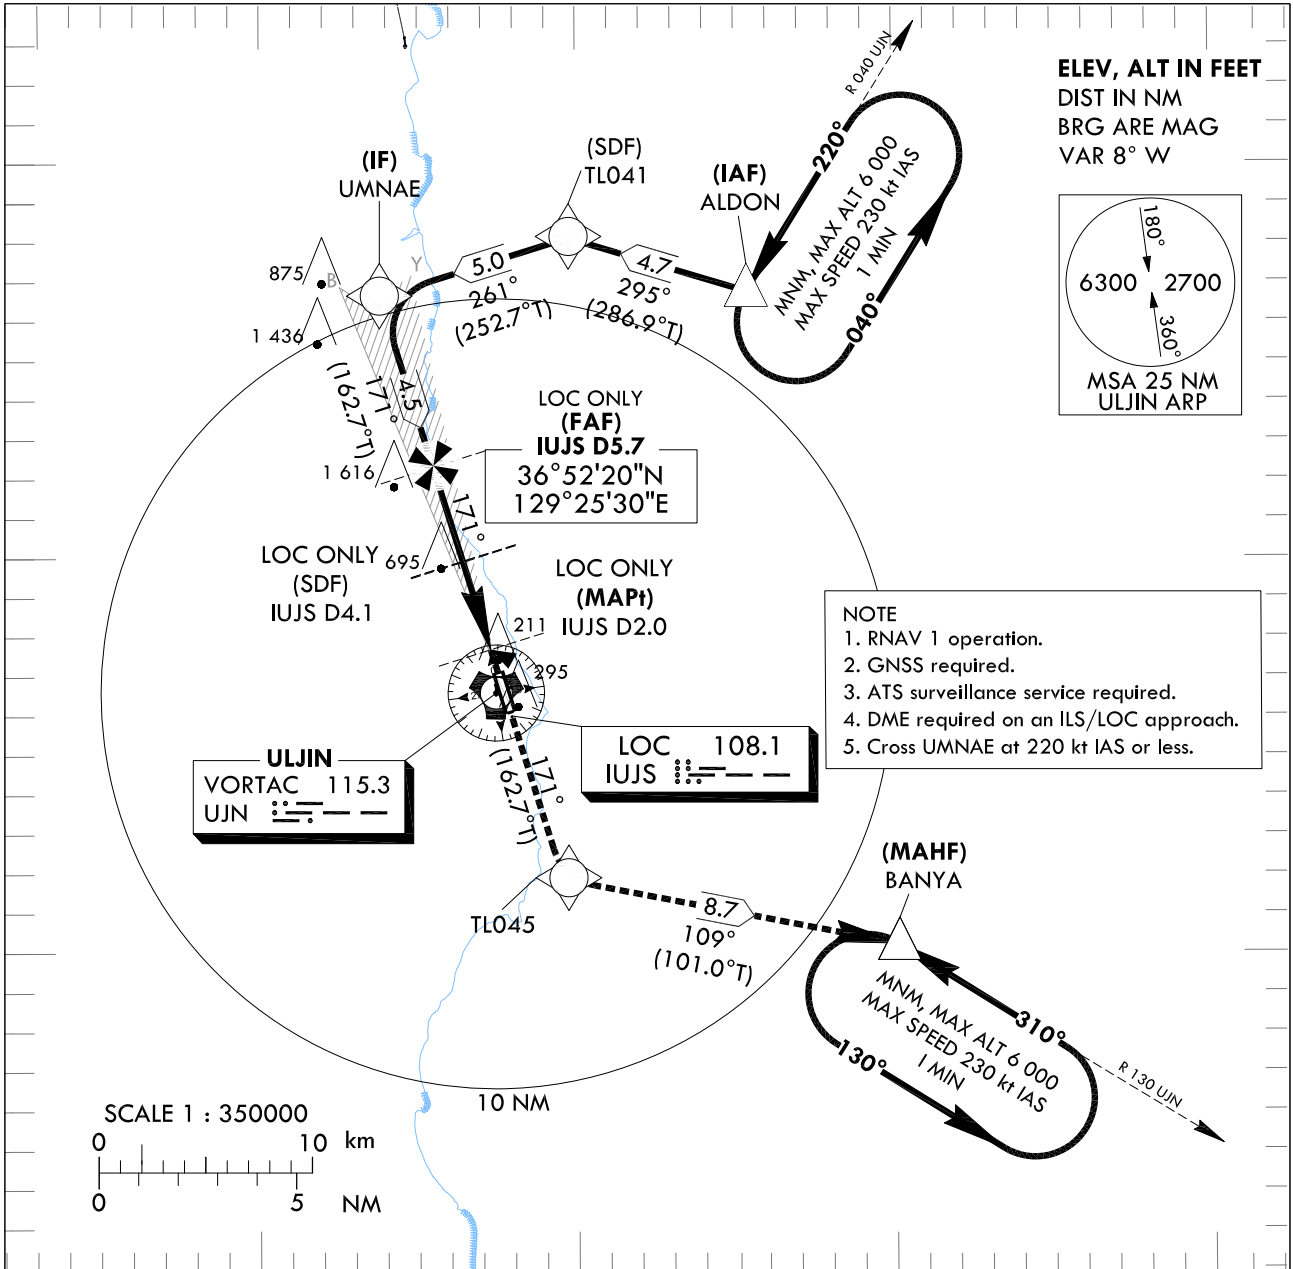 ELEV, ALT IN FEET
DIST IN NM
BRG ARE MAG
VAR 8° W
180°
6300
2700
360°
MSA 25 NM
ULJIN ARP
R 040 UJN
220°
MNM, MAX ALT 6 000
MAX SPEED 230 kt IAS
1 MIN
040°
(IAF)
ALDON
(SDF)
TL041
(IF)
UMNAE
4.7
295°
(286.9°T)
5.0
261°
(252.7°T)
B
Y
875
1 436
4.5
171°
(162.7°T)
1 616
LOC ONLY
(FAF)
IUJS D5.7
36°52'20"N
129°25'30"E
171°
LOC ONLY
(SDF)
IUJS D4.1
695
LOC ONLY
(MAPt)
IUJS D2.0
211
295
NOTE
1. RNAV 1 operation.
2. GNSS required.
3. ATS surveillance service required.
4. DME required on an ILS/LOC approach.
5. Cross UMNAE at 220 kt IAS or less.
ULJIN
VORTAC 115.3
UJN
LOC 108.1
IUJS
171°
(162.7°T)
TL045
8.7
109°
(101.0°T)
(MAHF)
BANYA
310°
MNM, MAX ALT 6 000
MAX SPEED 230 kt IAS
1 MIN
130°
R 130 UJN
10 NM
SCALE 1 : 350000
0 10 km
0 5 NM